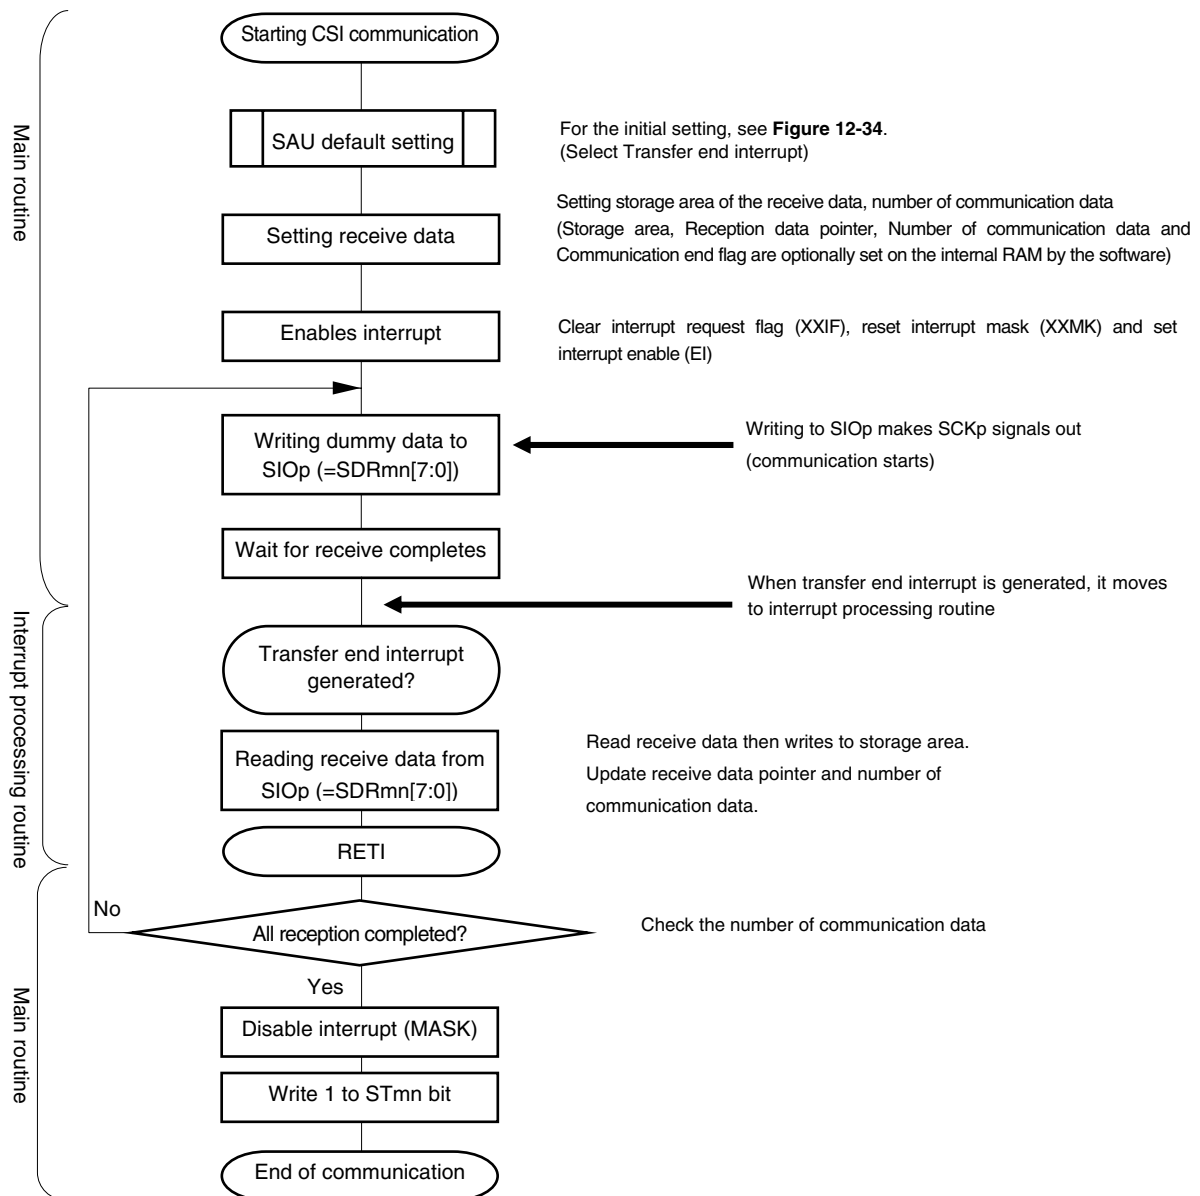 Starting CSI communication
Main routine
SAU default setting
For the initial setting, see Figure 12-34.
(Select Transfer end interrupt)
Setting receive data
Setting storage area of the receive data, number of communication data
(Storage area, Reception data pointer, Number of communication data and
Communication end flag are optionally set on the internal RAM by the software)
Enables interrupt
Clear interrupt request flag (XXIF), reset interrupt mask (XXMK) and set
interrupt enable (EI)
Writing dummy data to
SIOp (=SDRmn[7:0])
Writing to SIOp makes SCKp signals out
(communication starts)
Wait for receive completes
When transfer end interrupt is generated, it moves
to interrupt processing routine
Interrupt processing routine
Transfer end interrupt
generated?
Reading receive data from
SIOp (=SDRmn[7:0])
Read receive data then writes to storage area.
Update receive data pointer and number of
communication data.
RETI
No
All reception completed?
Check the number of communication data
Yes
Main routine
Disable interrupt (MASK)
Write 1 to STmn bit
End of communication